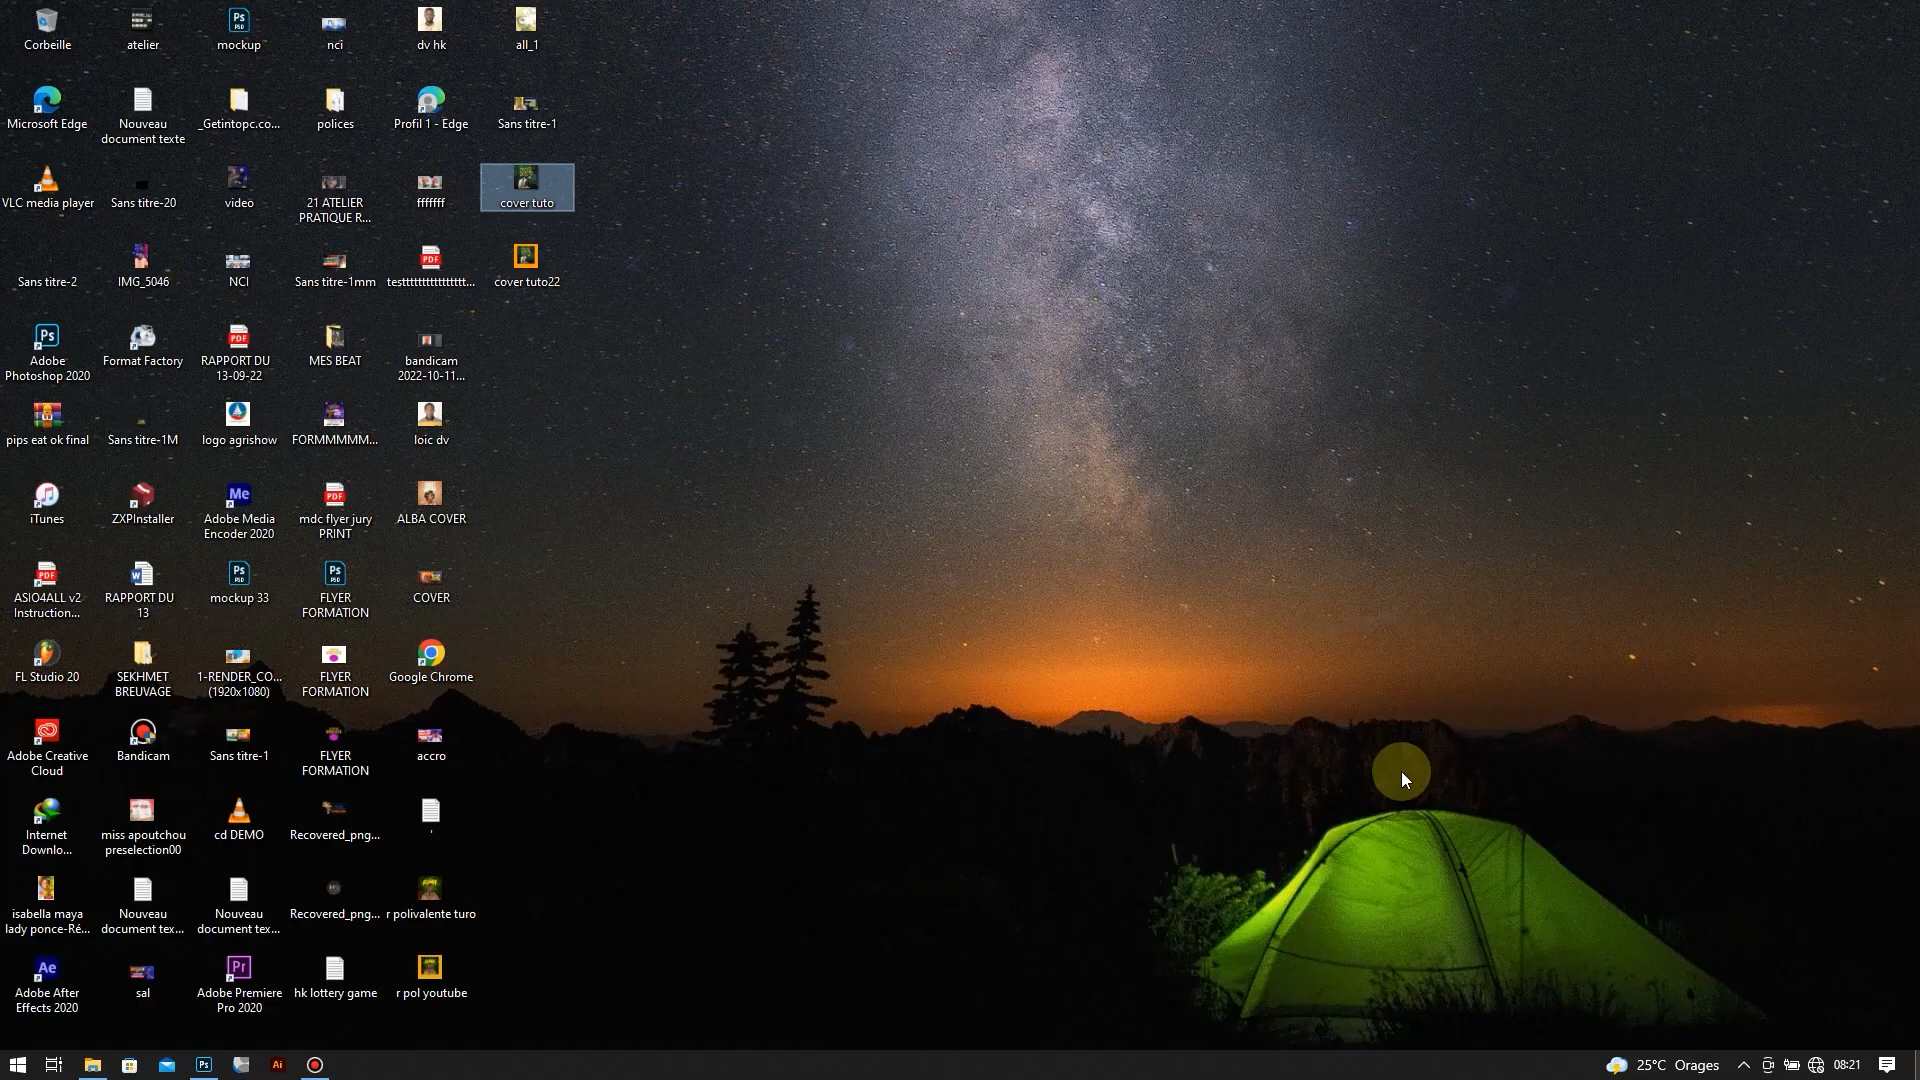 Corbeille
atelier
mockup
nci
dv hk
all_1
Microsoft Edge
Nouveau
document texte
_Getintopc.co...
polices
Profil 1 - Edge
Sans titre-1
VLC media player
Sans titre-20
video
21 ATELIER
PRATIQUE R...
fffffff
cover tuto
Sans titre-2
IMG_5046
NCI
Sans titre-1mm
cover tuto22
Adobe
Photoshop 2020
Format Factory
RAPPORT DU
13-09-22
MES BEAT
bandicam
2022-10-11...
pips eat ok final
Sans titre-1M
logo agrishow
FORMMMMM...
loic dv
iTunes
ZXPInstaller
Adobe Media
Encoder 2020
mdc flyer jury
PRINT
ALBA COVER
ASIO4ALL v2
Instruction...
RAPPORT DU
13
mockup 33
FLYER
FORMATION
COVER
FL Studio 20
SEKHMET
BREUVAGE
1-RENDER_CO...
(1920x1080)
FLYER
FORMATION
Google Chrome
Adobe Creative
Cloud
Bandicam
Sans titre-1
FLYER
FORMATION
accro
Internet
Downlo...
miss apoutchou
preselection00
cd DEMO
Recovered_png...
'
isabella maya
lady ponce-Ré...
Nouveau
document tex...
Nouveau
document tex...
Recovered_png...
r polivalente turo
Adobe After
Effects 2020
sal
Adobe Premiere
Pro 2020
hk lottery game
r pol youtube
25°C Orages
08:21